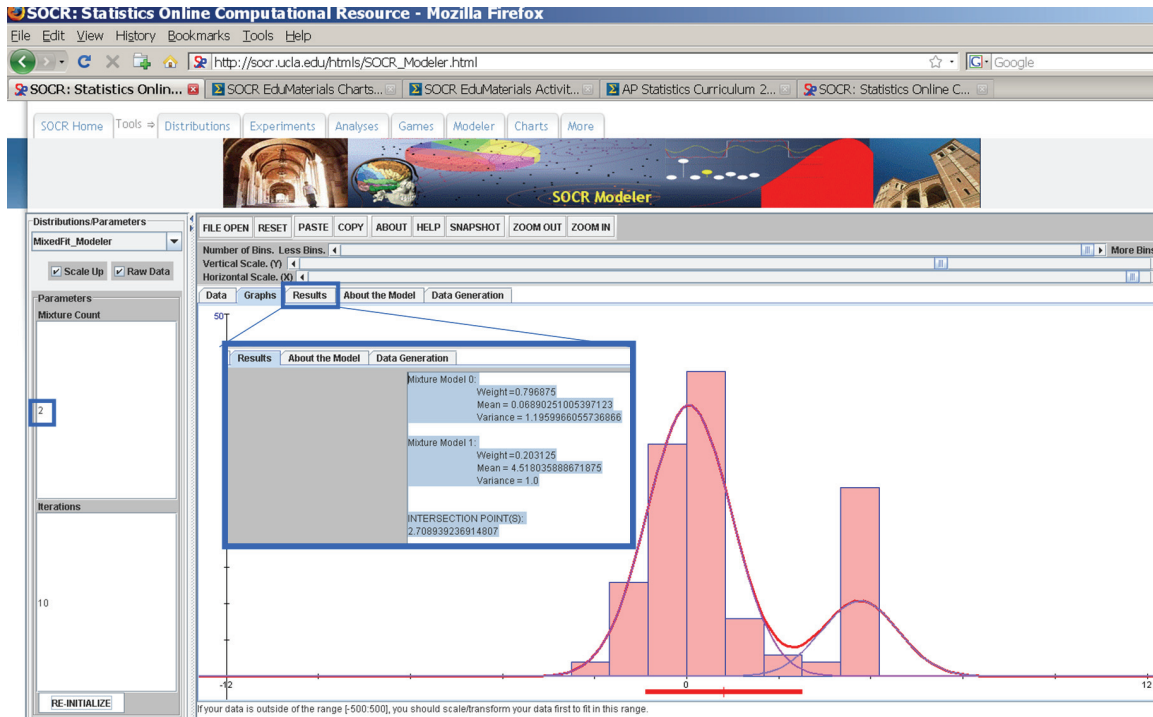 SOCR: Statistics Online Computational Resource - Mozilla Firefox
File Edit View History Bookmarks Tools Help
http://socr.ucla.edu/htmls/SOCR_Modeler.html G Google
SOCR: Statistics Onlin... SOCR EduMaterials Charts... SOCR EduMaterials Activit... AP Statistics Curriculum 2... SOCR: Statistics Online C...
SOCR Home Tools ⇒ Distributions Experiments Analyses Games Modeler Charts More
SOCR Modeler
Distributions/Parameters
MixedFit_Modeler
Scale Up Raw Data
Parameters
Mixture Count
2
Iterations
10
RE-INITIALIZE
FILE OPEN RESET PASTE COPY ABOUT HELP SNAPSHOT ZOOM OUT ZOOM IN
Number of Bins. Less Bins. More Bins
Vertical Scale. (Y)
Horizontal Scale. (X)
Data Graphs Results About the Model Data Generation
50
Results About the Model Data Generation
Mixture Model 0:
Weight=0.796875
Mean = 0.06890251005397123
Variance = 1.1959966055736866
Mixture Model 1:
Weight=0.203125
Mean = 4.518035888671875
Variance = 1.0
INTERSECTION POINT(S):
2.708939236914807
-12 0 12
If your data is outside of the range [-500:500], you should scale/transform your data first to fit in this range.